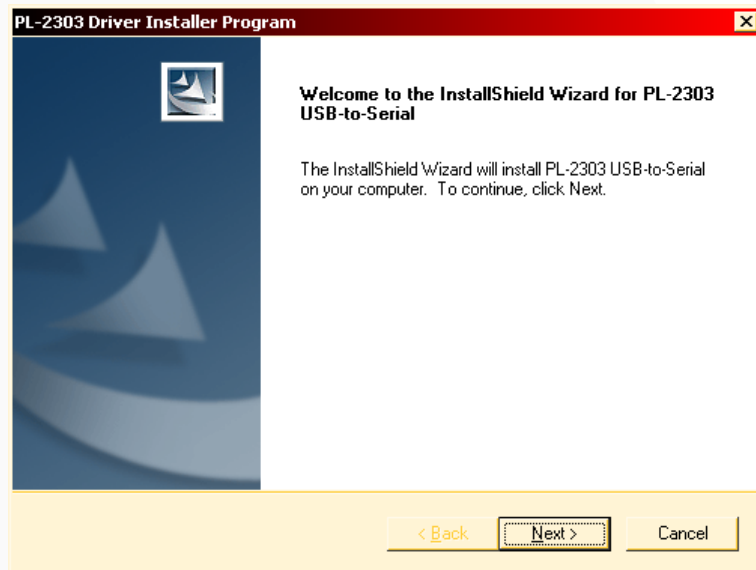 PL-2303 Driver Installer Program
Welcome to the InstallShield Wizard for PL-2303
USB-to-Serial
The InstallShield Wizard will install PL-2303 USB-to-Serial
on your computer. To continue, click Next.
< Back Next > Cancel